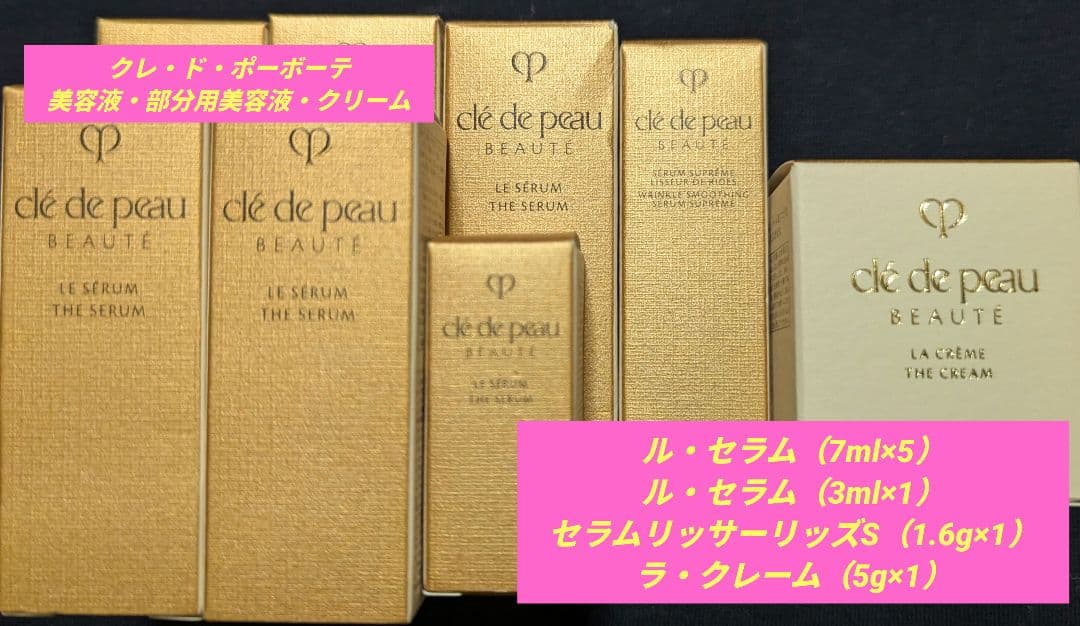 クレ・ド・ポーボーテ
美容液・部分用美容液・クリーム
clé de peau
BEAUTÉ
LE SÉRUM
THE SERUM
clé de peau
BEAUTÉ
LE SÉRUM
THE SERUM
clé de peau
BEAUTÉ
LE SÉRUM
THE SERUM
clé de peau
BEAUTÉ
LE SÉRUM
THE SERUM
clé de peau
BEAUTÉ
SÉRUM SUPRÊME
LISSEUR DE RIDES
WRINKLE SMOOTHING
SERUM SUPREME
clé de peau
BEAUTÉ
LA CRÈME
THE CREAM
ル・セラム（7ml×5）
ル・セラム（3ml×1）
セラムリッサーリッズS（1.6g×1）
ラ・クレーム（5g×1）